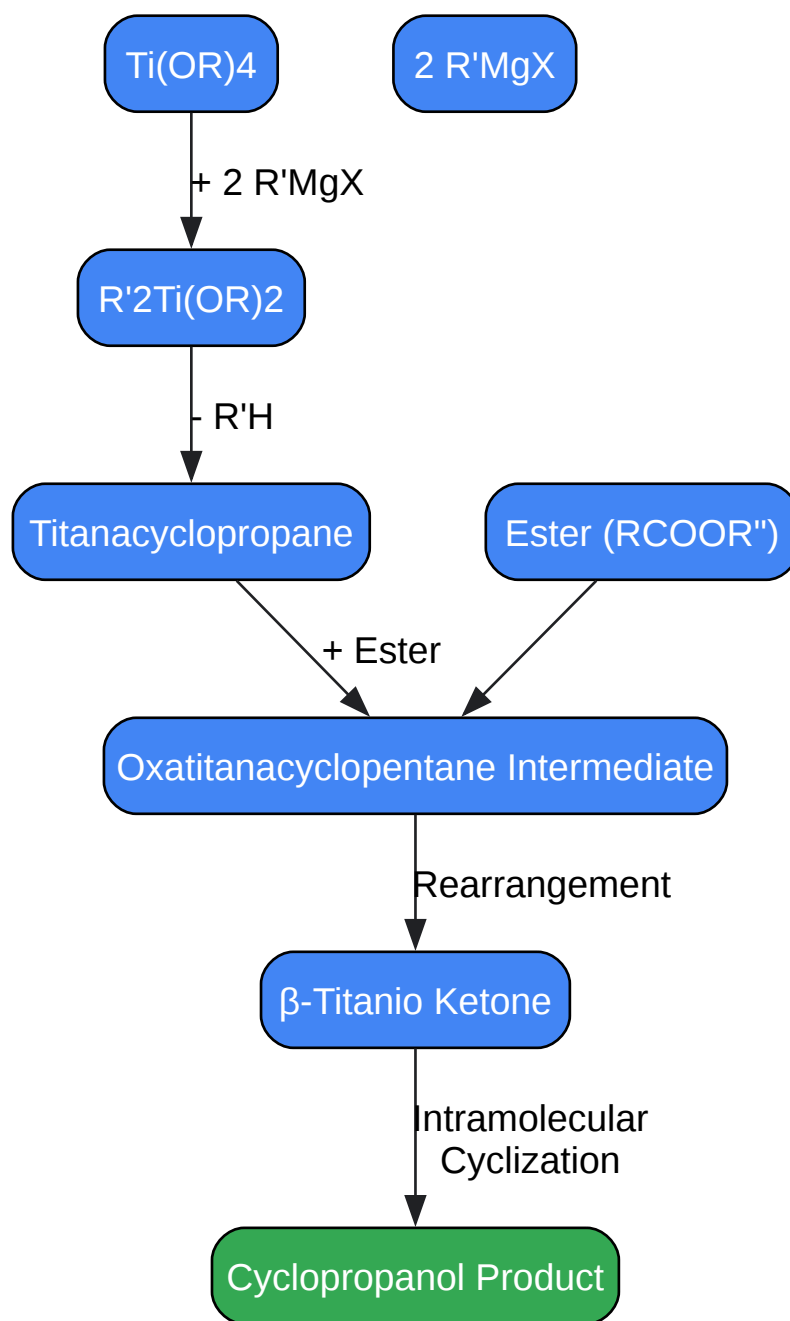 Ti(OR)4
2 R'MgX
+ 2 R'MgX
R'2Ti(OR)2
- R'H
Titanacyclopropane
Ester (RCOOR")
+ Ester
Oxatitanacyclopentane Intermediate
Rearrangement
β-Titanio Ketone
Intramolecular
Cyclization
Cyclopropanol Product